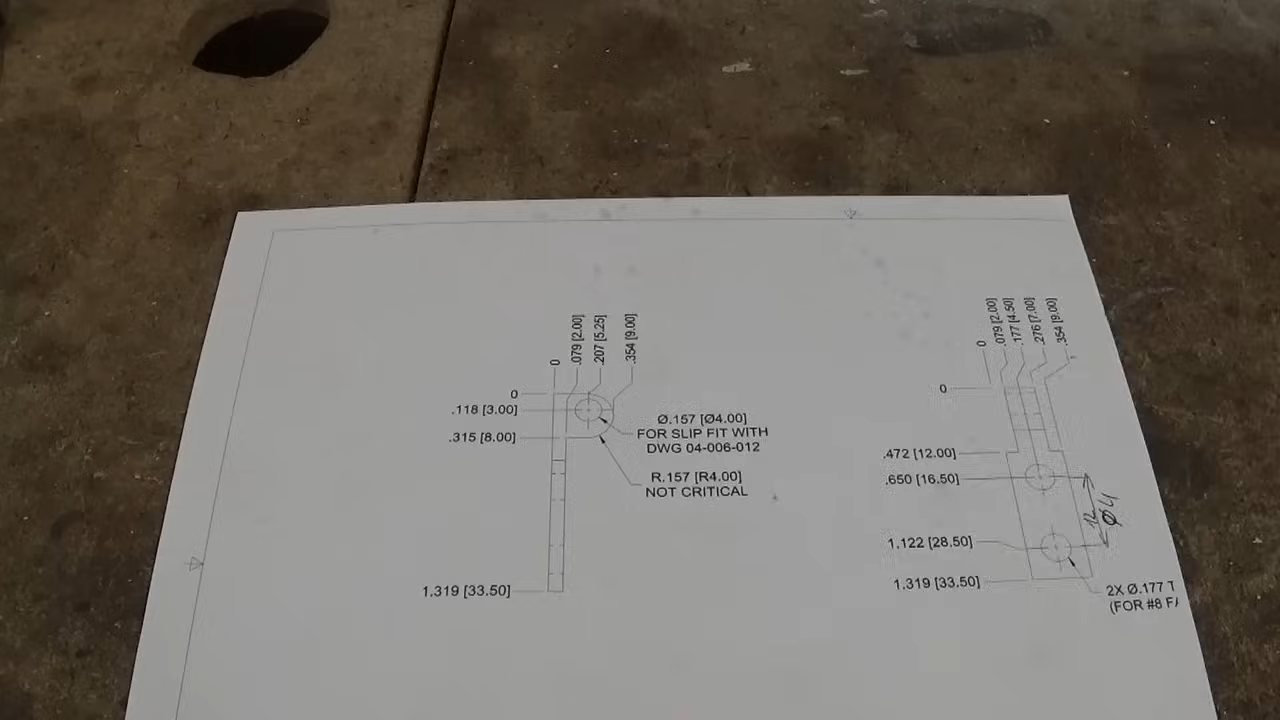 0
.079 [2.00]
.207 [5.25]
.354 [9.00]
0
.118 [3.00]
.315 [8.00]
1.319 [33.50]
Ø.157 [Ø4.00]
FOR SLIP FIT WITH
DWG 04-006-012
R.157 [R4.00]
NOT CRITICAL
0
.079 [2.00]
.177 [4.50]
.276 [7.00]
.354 [9.00]
0
.472 [12.00]
.650 [16.50]
1.122 [28.50]
1.319 [33.50]
12
Ø4
2X Ø.177 T
(FOR #8 F